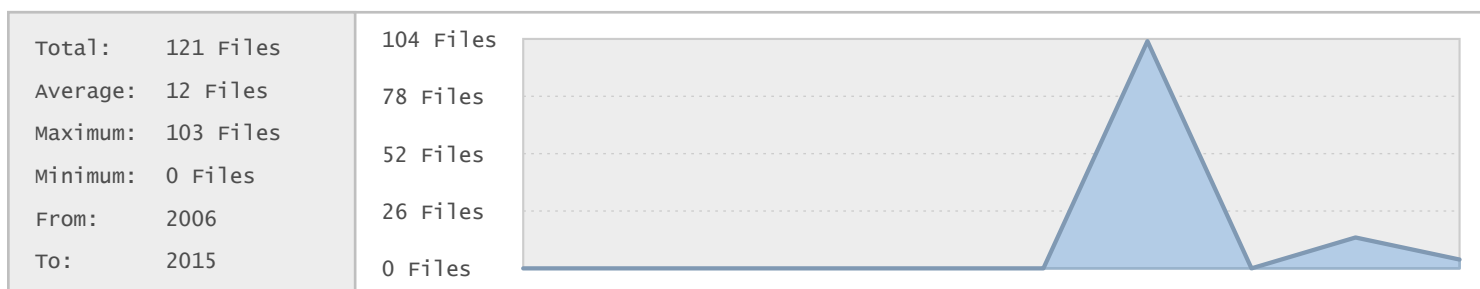 Total: 121 Files
Average: 12 Files
Maximum: 103 Files
Minimum: 0 Files
From: 2006
To: 2015
104 Files
78 Files
52 Files
26 Files
0 Files